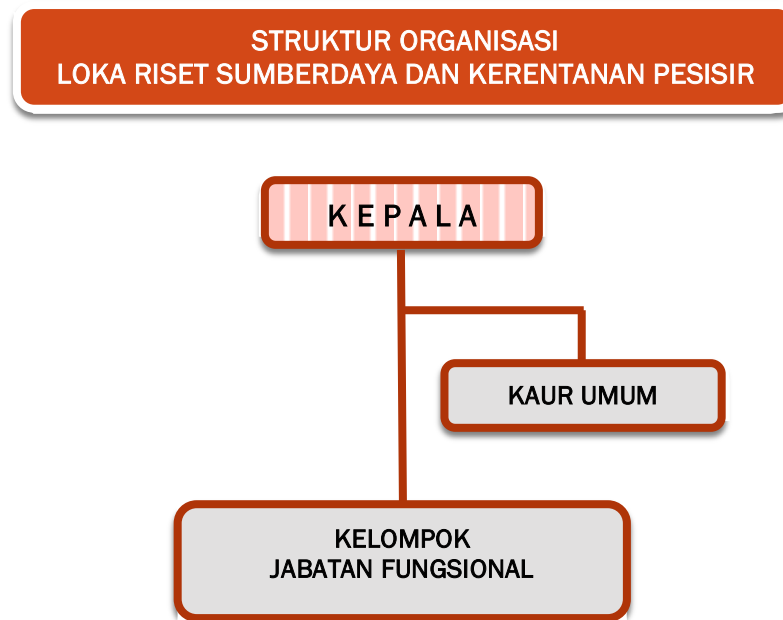 STRUKTUR ORGANISASI
LOKA RISET SUMBERDAYA DAN KERENTANAN PESISIR
K E P A L A
KAUR UMUM
KELOMPOK
JABATAN FUNGSIONAL